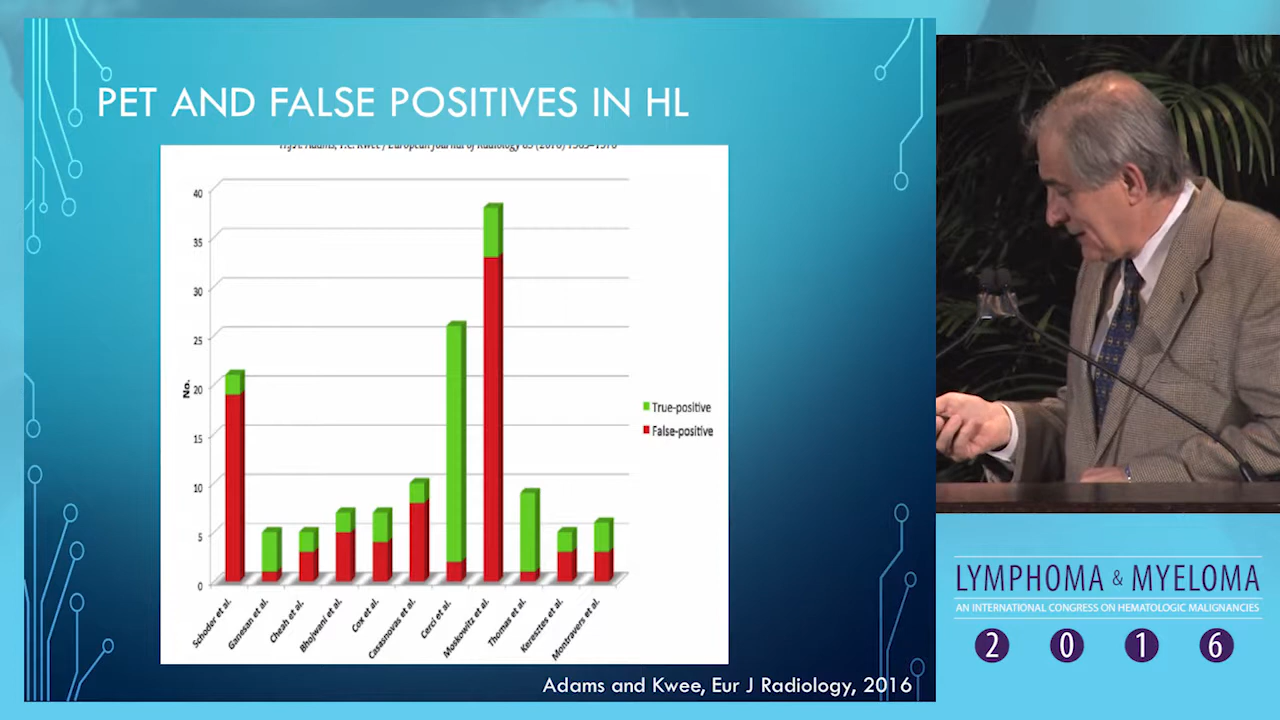 PET AND FALSE POSITIVES IN HL
40
35
30
25
20
15
10
5
0
No.
True-positive
False-positive
Schoder et al.
Ganesan et al.
Cheah et al.
Bhojwani et al.
Cox et al.
Casasnovas et al.
Cerci et al.
Mokowitz et al.
Thomas et al.
Keresztes et al.
Montravers et al.
Adams and Kwee, Eur J Radiology, 2016
LYMPHOMA & MYELOMA
AN INTERNATIONAL CONGRESS ON HEMATOLOGIC MALIGNANCIES
2 0 1 6